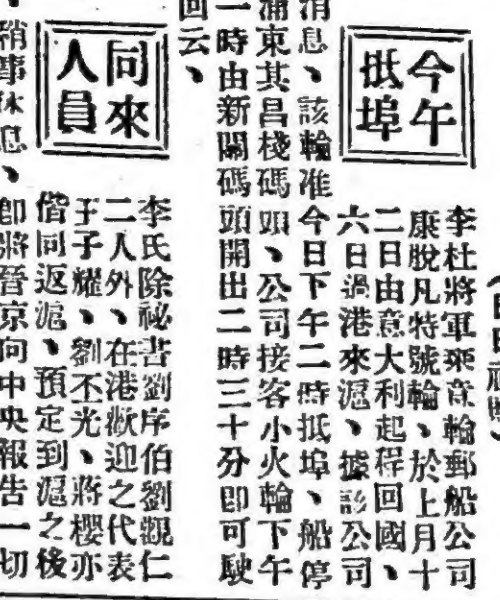 今午
抵埠
李杜將軍乘意輪郵船公司
康脫凡特號輪、於上月十
二日由意大利起程回國、
六日過港來滬、據該公司
消息、該輪准今日下午二時抵埠、船停
浦東其昌棧碼頭、公司接客小火輪下午
一時由新關碼頭開出二時三十分即可駛
回云、
同來
人員
李氏除祕書劉序伯劉觀仁
二人外、在港歡迎之代表
王子耀、劉丕光、將櫻亦
偕同返滬、預定到滬之後
稍事休息、即將晉京向中央報告一切